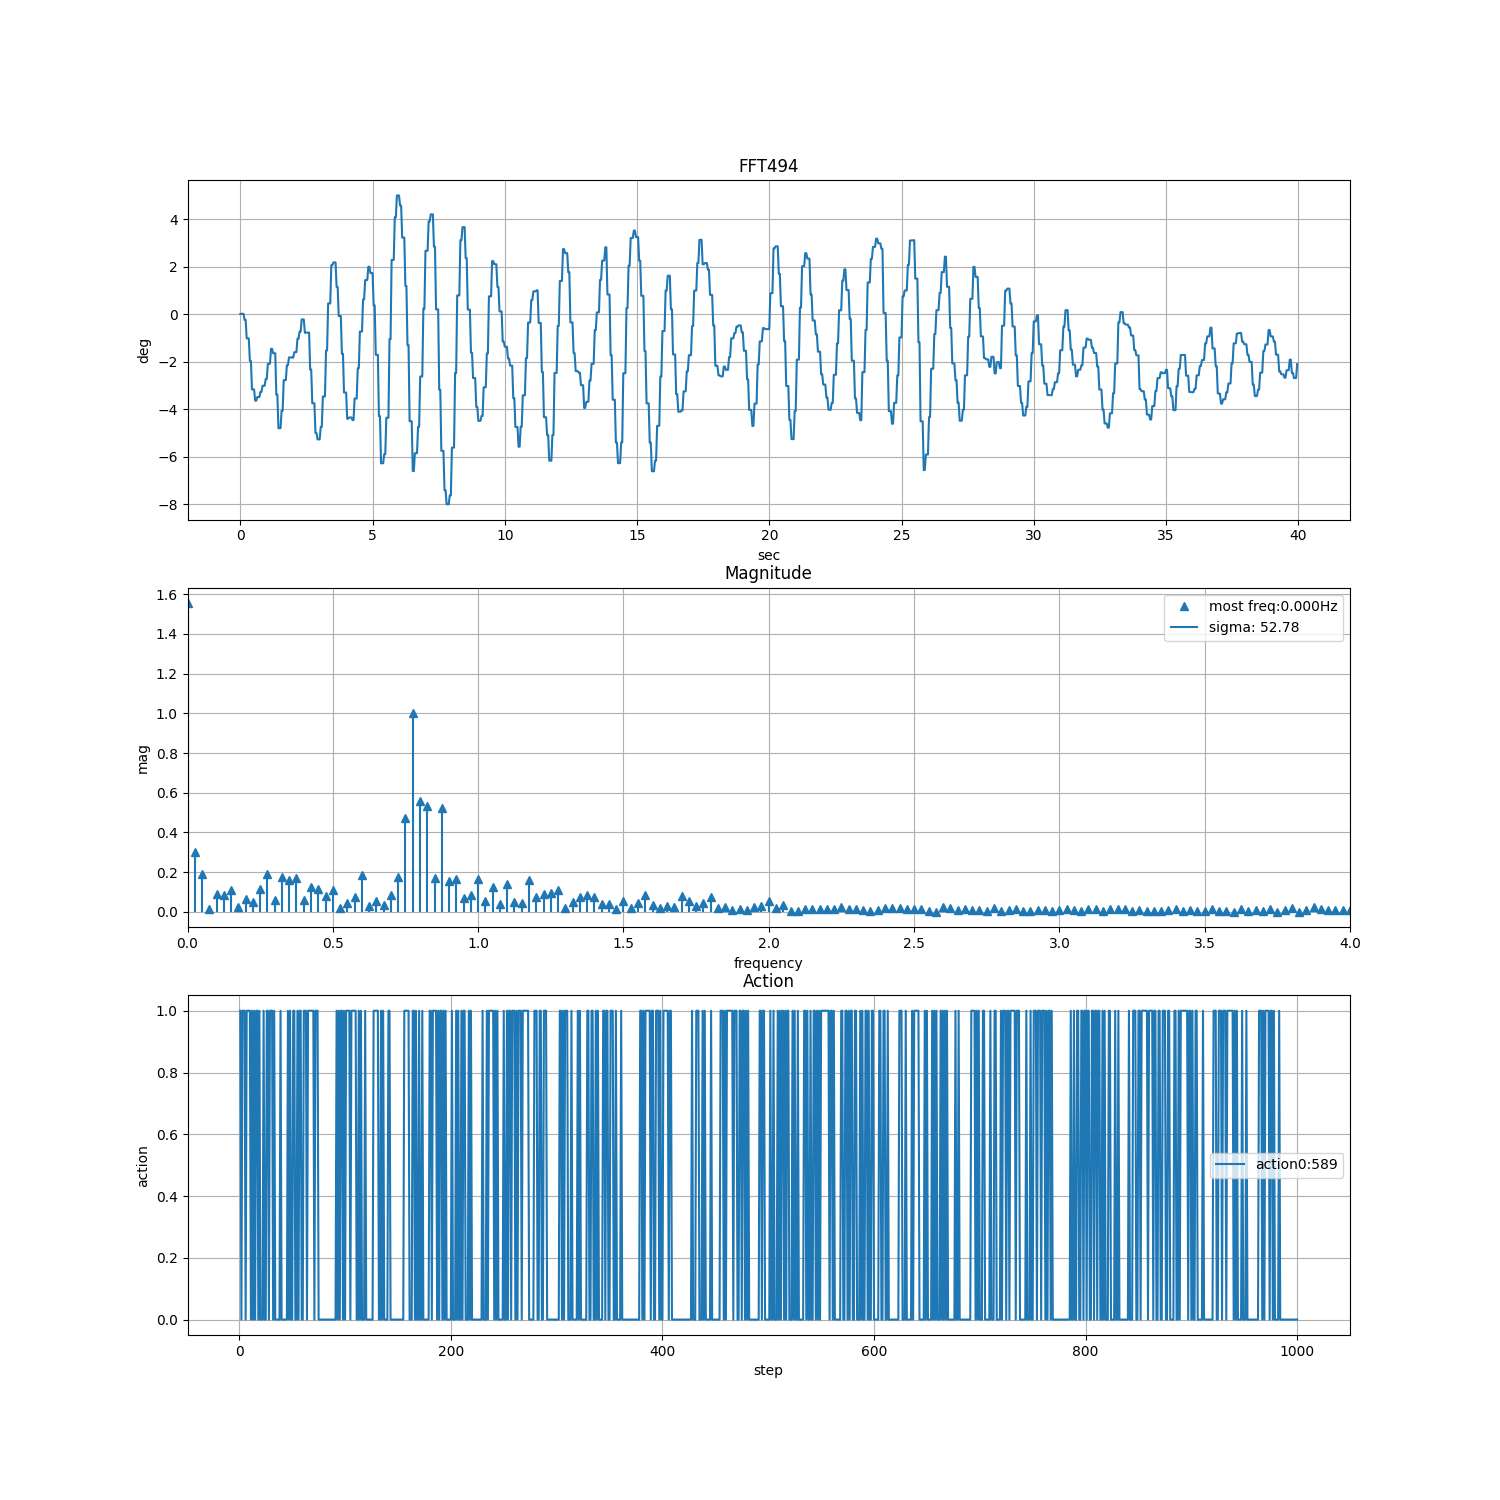 FFT494
4
2
0
−2
−4
−6
−8
deg
0 5 10 15 20 25 30 35 40
sec
Magnitude
1.6
1.4
1.2
1.0
0.8
0.6
0.4
0.2
0.0
mag
most freq:0.000Hz
sigma: 52.78
0.0 0.5 1.0 1.5 2.0 2.5 3.0 3.5 4.0
frequency
Action
1.0
0.8
0.6
0.4
0.2
0.0
action
action0:589
0 200 400 600 800 1000
step